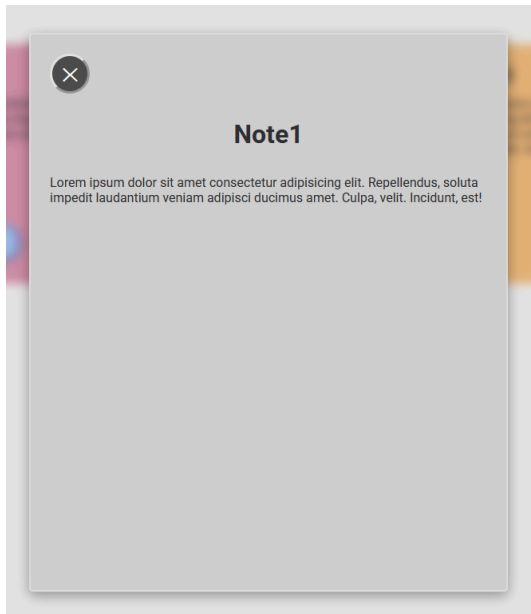 Note1
Lorem ipsum dolor sit amet consectetur adipisicing elit. Repellendus, soluta
impedit laudantium veniam adipisci ducimus amet. Culpa, velit. Incidunt, est!